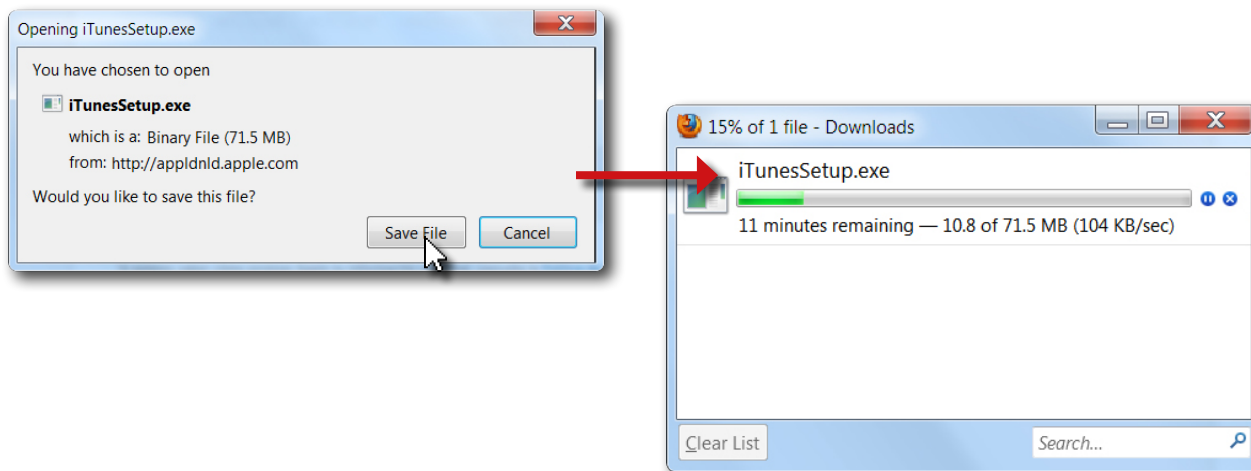 Opening iTunesSetup.exe
You have chosen to open
iTunesSetup.exe
which is a: Binary File (71.5 MB)
from: http://appldnld.apple.com
Would you like to save this file?
Save File
Cancel
15% of 1 file - Downloads
iTunesSetup.exe
11 minutes remaining — 10.8 of 71.5 MB (104 KB/sec)
Clear List
Search...